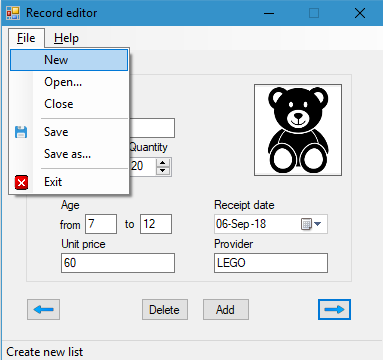 Record editor
File Help
New
Open...
Close
Save
Save as...
Exit
Quantity
20
Age
from 7 to 12
Receipt date
06-Sep-18
Unit price
60
Provider
LEGO
Delete Add
Create new list